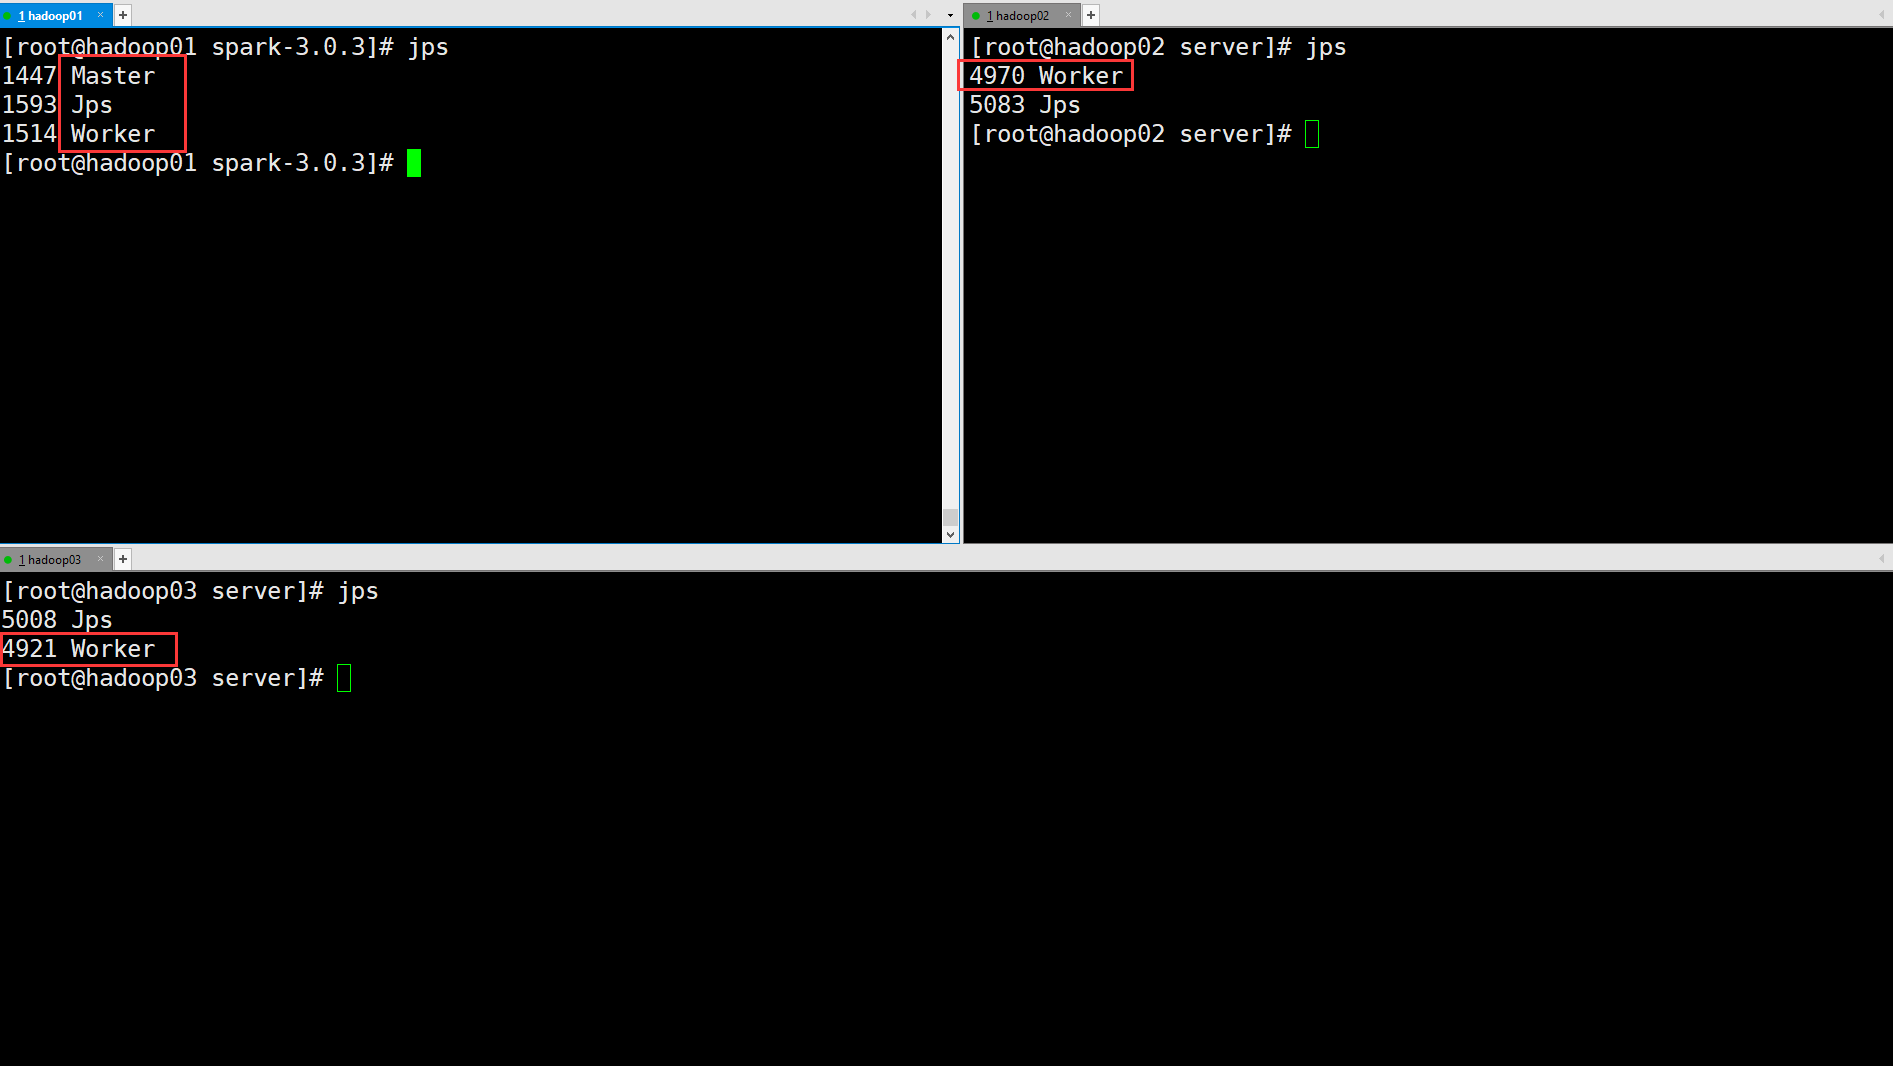 1 hadoop01
[root@hadoop01 spark-3.0.3]# jps
1447 Master
1593 Jps
1514 Worker
[root@hadoop01 spark-3.0.3]#
1 hadoop02
[root@hadoop02 server]# jps
4970 Worker
5083 Jps
[root@hadoop02 server]#
1 hadoop03
[root@hadoop03 server]# jps
5008 Jps
4921 Worker
[root@hadoop03 server]#